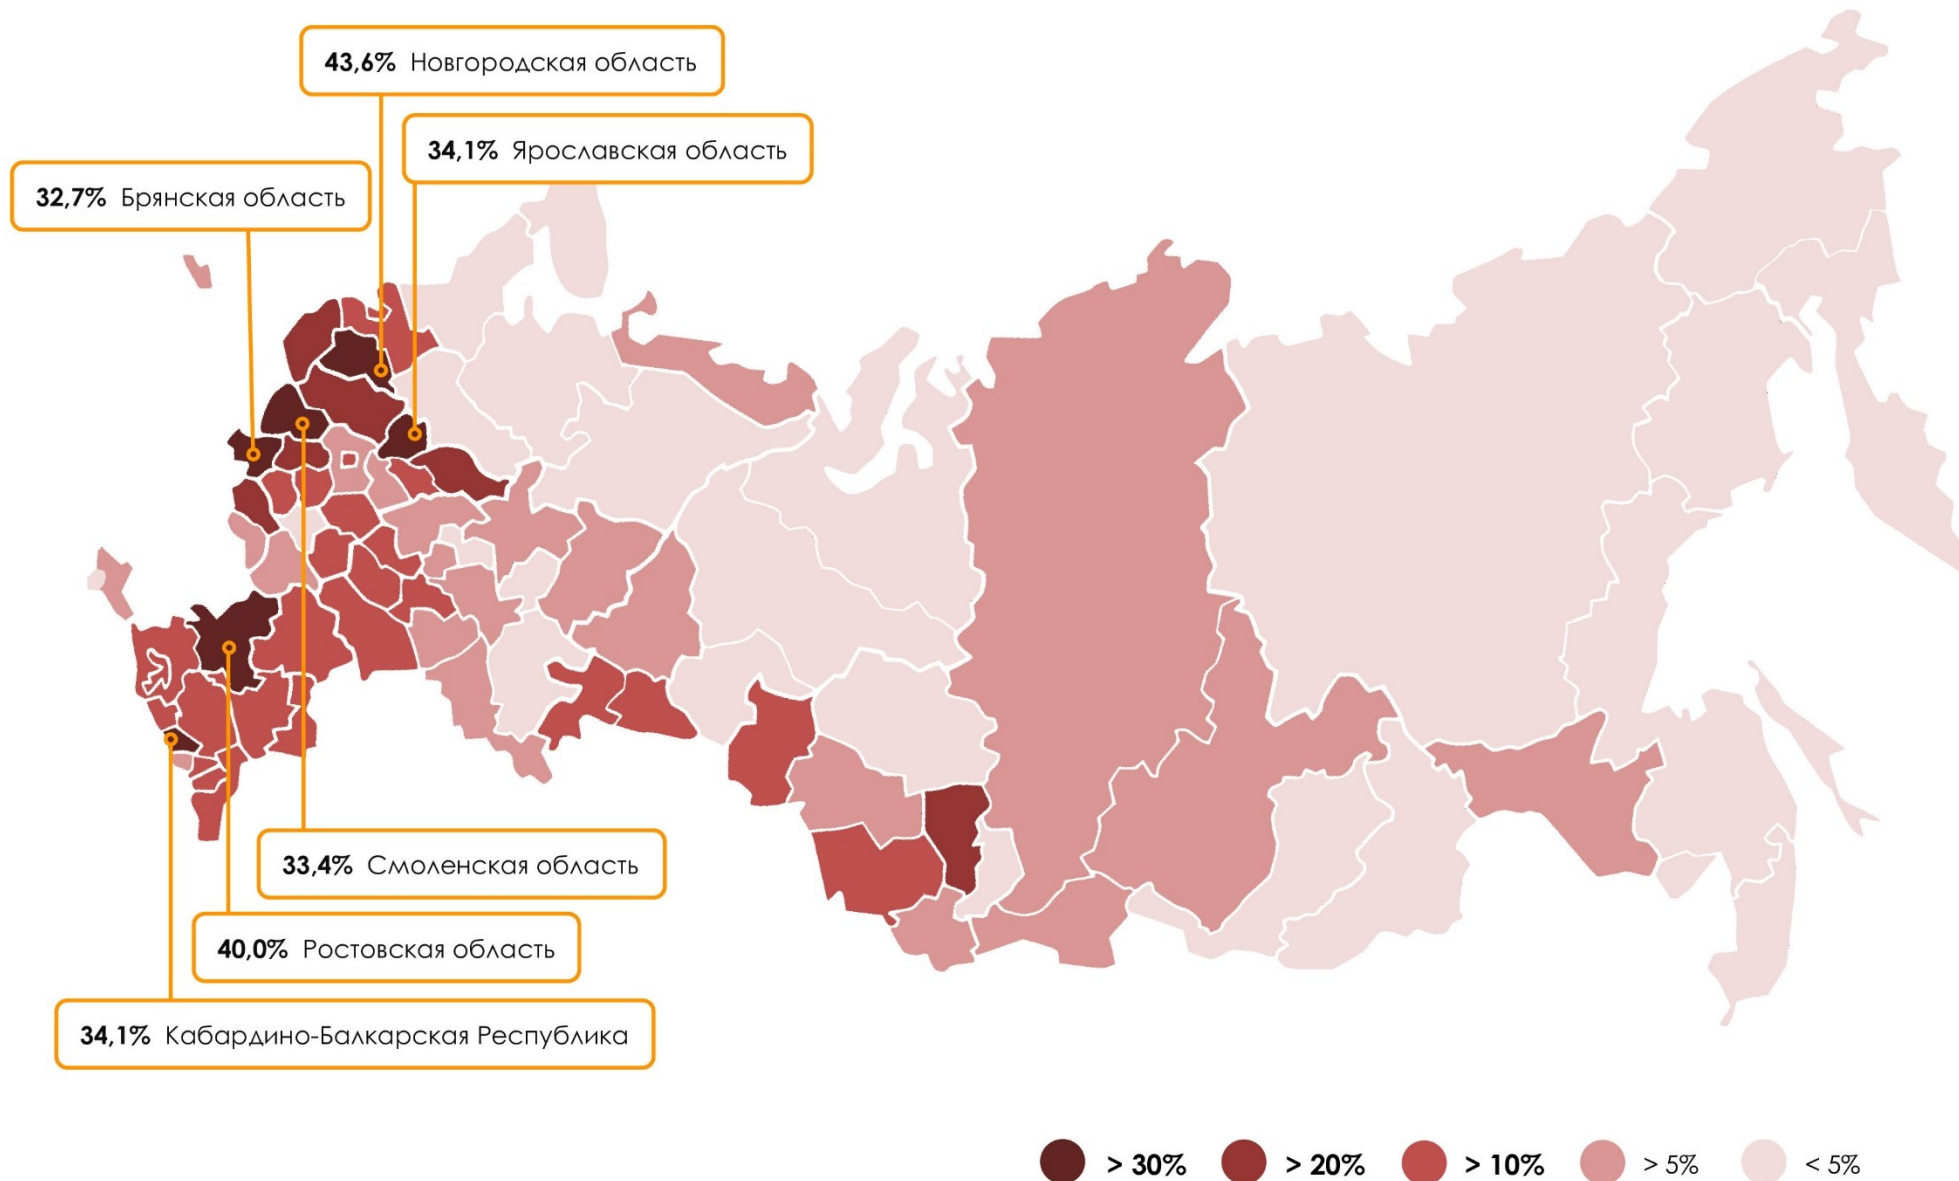 43,6% Новгородская область
34,1% Ярославская область
32,7% Брянская область
33,4% Смоленская область
40,0% Ростовская область
34,1% Кабардино-Балкарская Республика
> 30%
> 20%
> 10%
> 5%
< 5%